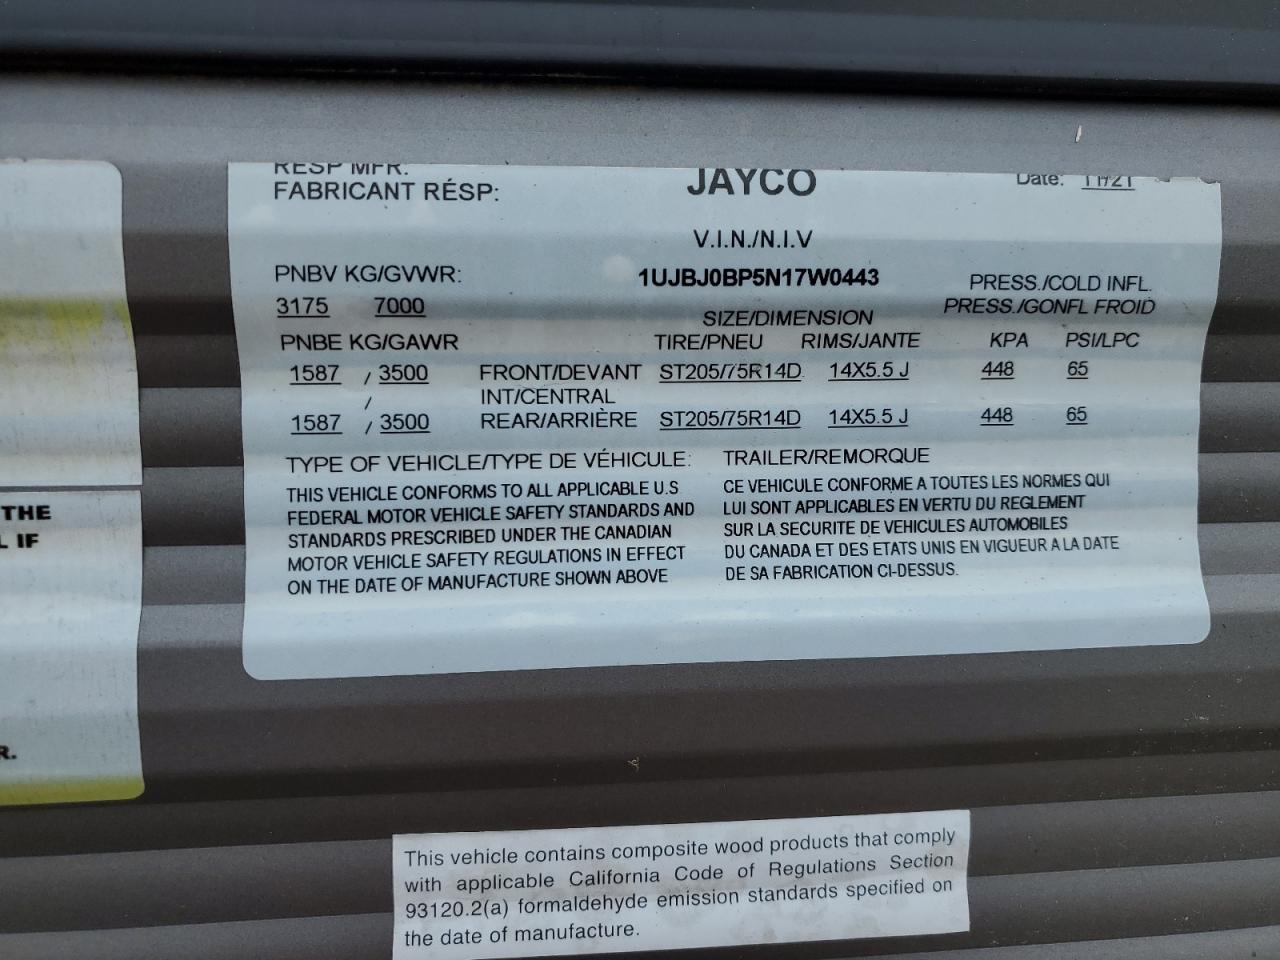 RESP MFR.
FABRICANT RÉSP:
JAYCO
Date: 11/21
V.I.N./N.I.V
PNBV KG/GVWR:
1UJBJ0BP5N17W0443
PRESS./COLD INFL.
3175 7000
SIZE/DIMENSION
PRESS./GONFL FROID
PNBE KG/GAWR
TIRE/PNEU RIMS/JANTE KPA PSI/LPC
1587 / 3500 FRONT/DEVANT ST205/75R14D 14X5.5 J 448 65
/ INT/CENTRAL
1587 / 3500 REAR/ARRIÈRE ST205/75R14D 14X5.5 J 448 65
TYPE OF VEHICLE/TYPE DE VÉHICULE: TRAILER/REMORQUE
THIS VEHICLE CONFORMS TO ALL APPLICABLE U.S
FEDERAL MOTOR VEHICLE SAFETY STANDARDS AND
STANDARDS PRESCRIBED UNDER THE CANADIAN
MOTOR VEHICLE SAFETY REGULATIONS IN EFFECT
ON THE DATE OF MANUFACTURE SHOWN ABOVE
CE VEHICULE CONFORME A TOUTES LES NORMES QUI
LUI SONT APPLICABLES EN VERTU DU REGLEMENT
SUR LA SECURITE DE VEHICULES AUTOMOBILES
DU CANADA ET DES ETATS UNIS EN VIGUEUR A LA DATE
DE SA FABRICATION CI-DESSUS.
THE
L IF
R.
This vehicle contains composite wood products that comply
with applicable California Code of Regulations Section
93120.2(a) formaldehyde emission standards specified on
the date of manufacture.